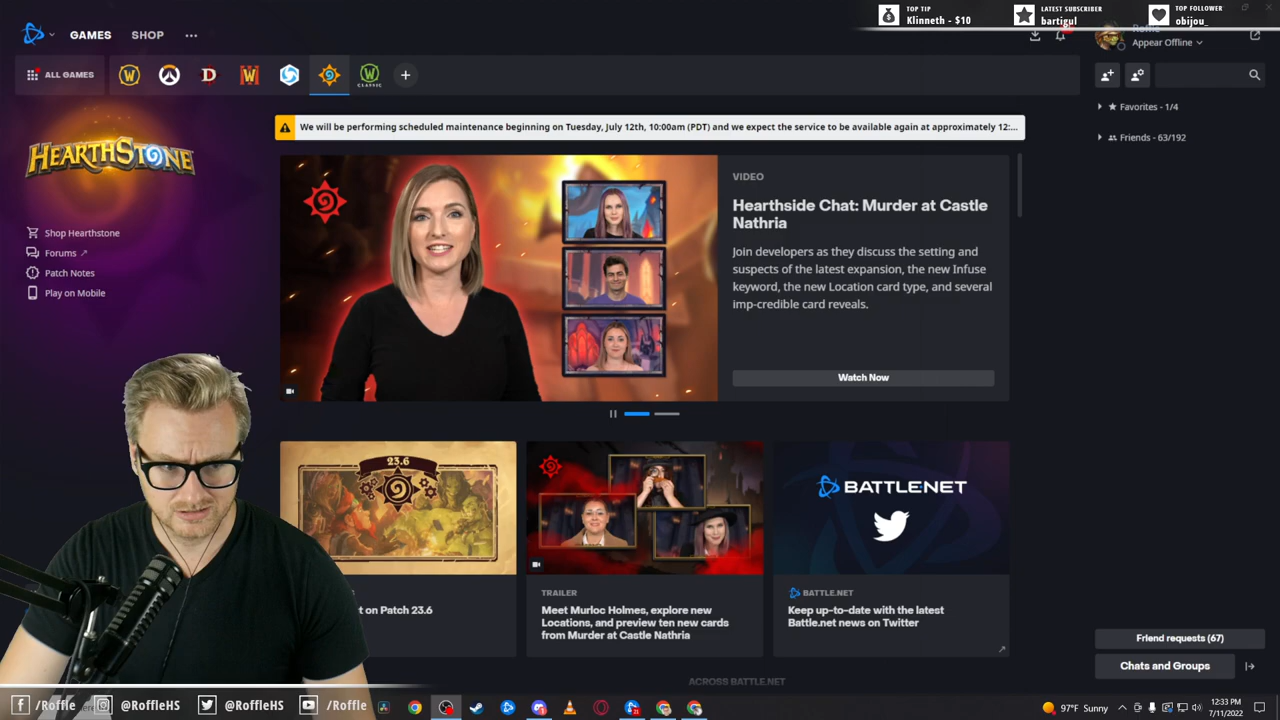 TOP TIP
Klinneth - $10
LATEST SUBSCRIBER
bartigul
TOP FOLLOWER
obijou_
GAMES
SHOP
Roffle
Appear Offline
ALL GAMES
CLASSIC
Favorites - 1/4
Friends - 63/192
We will be performing scheduled maintenance beginning on Tuesday, July 12th, 10:00am (PDT) and we expect the service to be available again at approximately 12:...
HEARTHSTONE
Shop Hearthstone
Forums
Patch Notes
Play on Mobile
VIDEO
Hearthside Chat: Murder at Castle
Nathria
Join developers as they discuss the setting and
suspects of the latest expansion, the new Infuse
keyword, the new Location card type, and several
imp-credible card reveals.
Watch Now
23.6
t on Patch 23.6
TRAILER
Meet Murloc Holmes, explore new
Locations, and preview ten new cards
from Murder at Castle Nathria
BATTLE.NET
BATTLE.NET
Keep up-to-date with the latest
Battle.net news on Twitter
ACROSS BATTLE.NET
Friend requests (67)
Chats and Groups
/Roffle
@RoffleHS
@RoffleHS
/Roffle
97°F Sunny
12:33 PM
7/11/2022